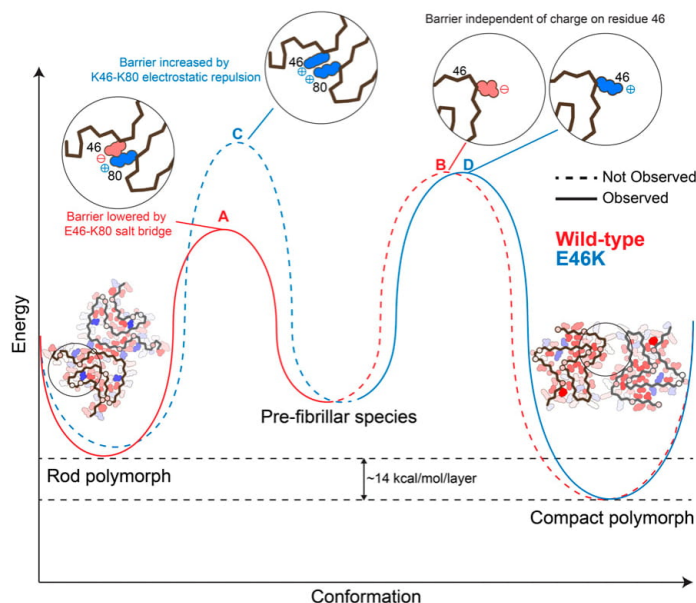 Barrier independent of charge on residue 46
Barrier increased by
K46-K80 electrostatic repulsion
46
⊕
⊕
80
46
⊖
46
⊕
C
46
⊖
⊕
80
B
D
Not Observed
Observed
Barrier lowered by
E46-K80 salt bridge
A
Wild-type
E46K
Energy
Pre-fibrillar species
Rod polymorph
~14 kcal/mol/layer
Compact polymorph
Conformation